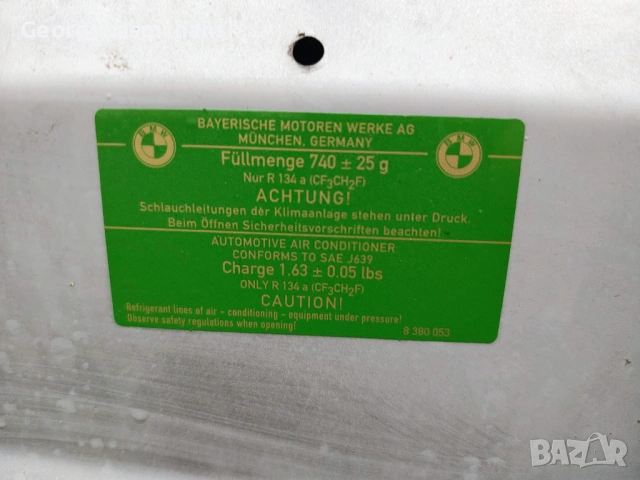 BAYERISCHE MOTOREN WERKE AG
MÜNCHEN, GERMANY
BMW
BMW
Füllmenge 740 ± 25 g
Nur R 134 a (CF₃CH₂F)
ACHTUNG!
Schlauchleitungen der Klimaanlage stehen unter Druck.
Beim Öffnen Sicherheitsvorschriften beachten!
AUTOMOTIVE AIR CONDITIONER
CONFORMS TO SAE J639
Charge 1.63 ± 0.05 lbs
ONLY R 134 a (CF₃CH₂F)
CAUTION!
Refrigerant lines of air - conditioning - equipment under pressure!
Observe safety regulations when opening!
8 380 053
BAZAR